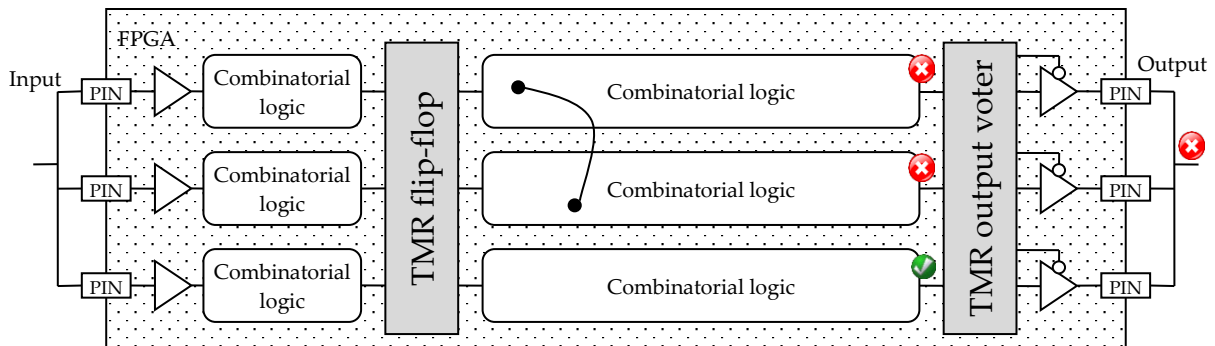 FPGA
Input
Output
PIN
Combinatorial
logic
Combinatorial logic
PIN
PIN
Combinatorial
logic
Combinatorial logic
PIN
PIN
Combinatorial
logic
Combinatorial logic
PIN
TMR flip-flop
TMR output voter